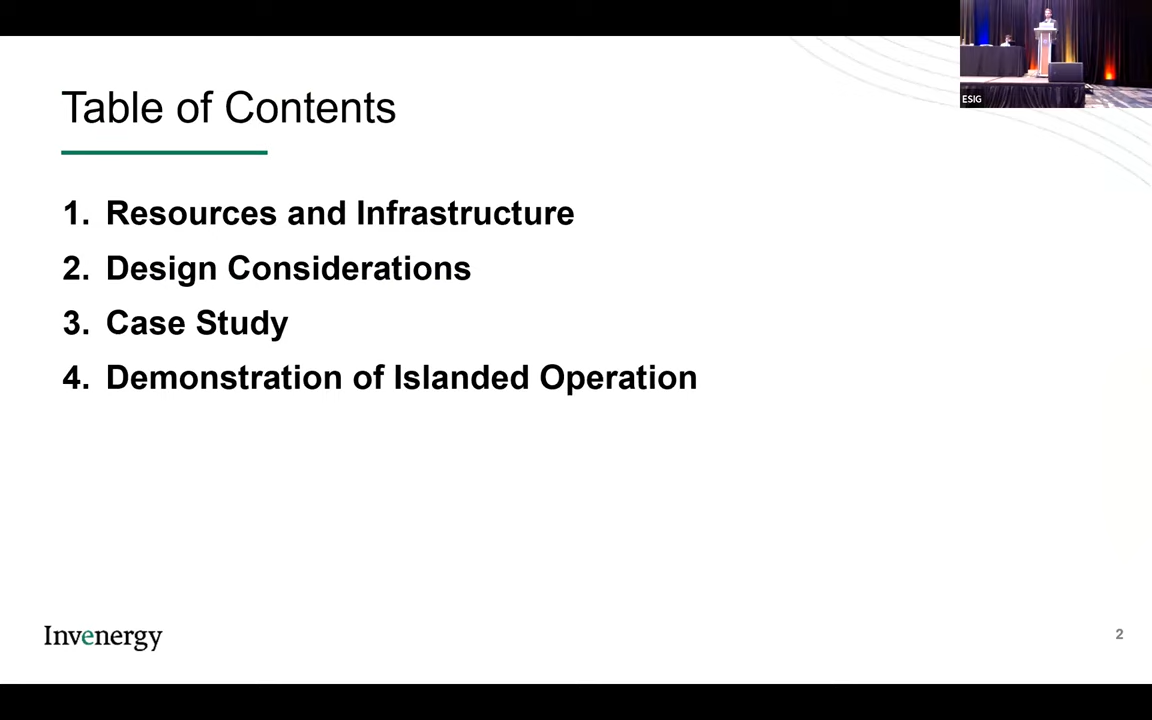 ESIG
Table of Contents
1. Resources and Infrastructure
2. Design Considerations
3. Case Study
4. Demonstration of Islanded Operation
Invenergy
2